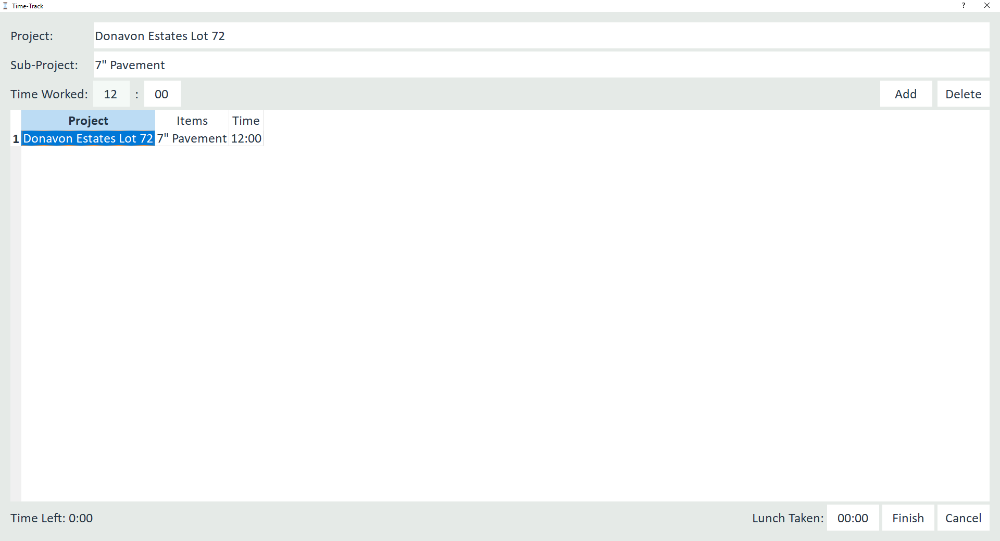 Time-Track ?
Project: Donavon Estates Lot 72
Sub-Project: 7" Pavement
Time Worked: 12 : 00 Add Delete
Project Items Time
1 Donavon Estates Lot 72 7" Pavement 12:00
Time Left: 0:00 Lunch Taken: 00:00 Finish Cancel